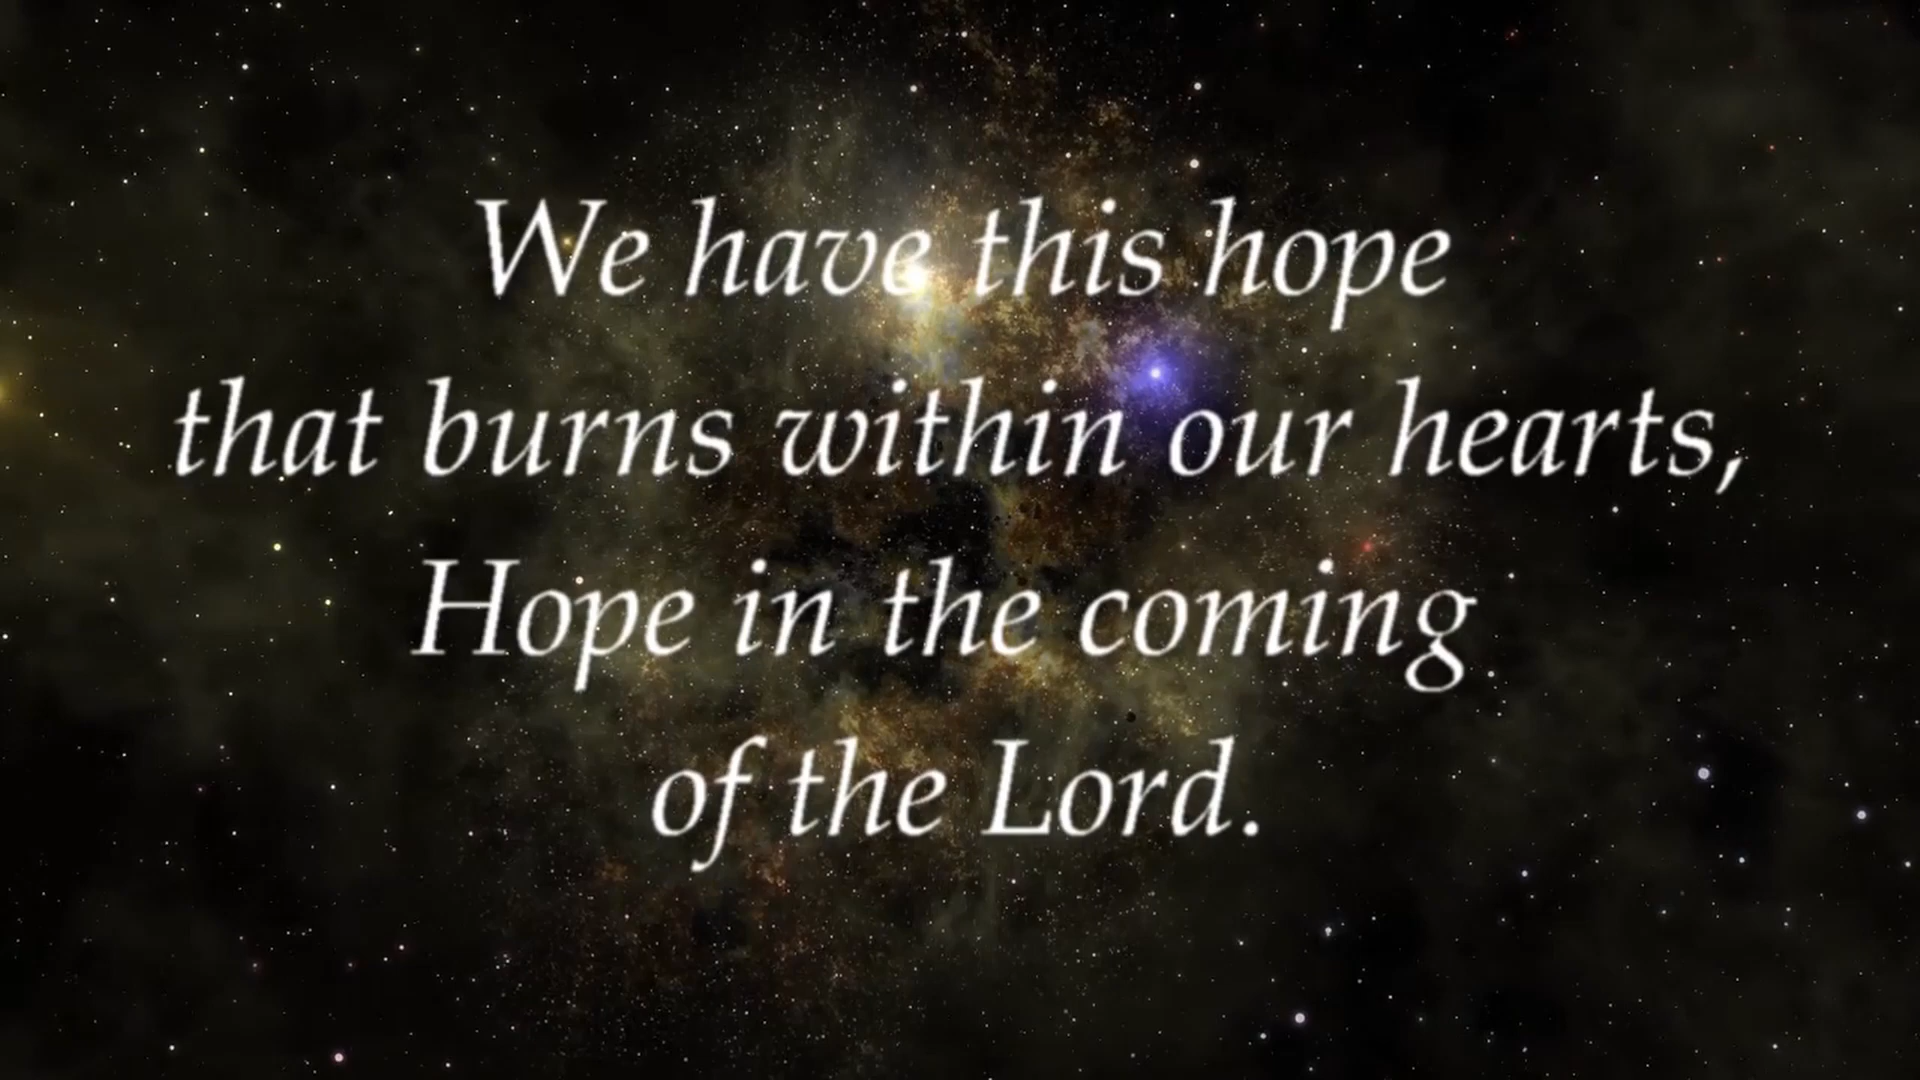 We have this hope
that burns within our hearts,
Hope in the coming
of the Lord.